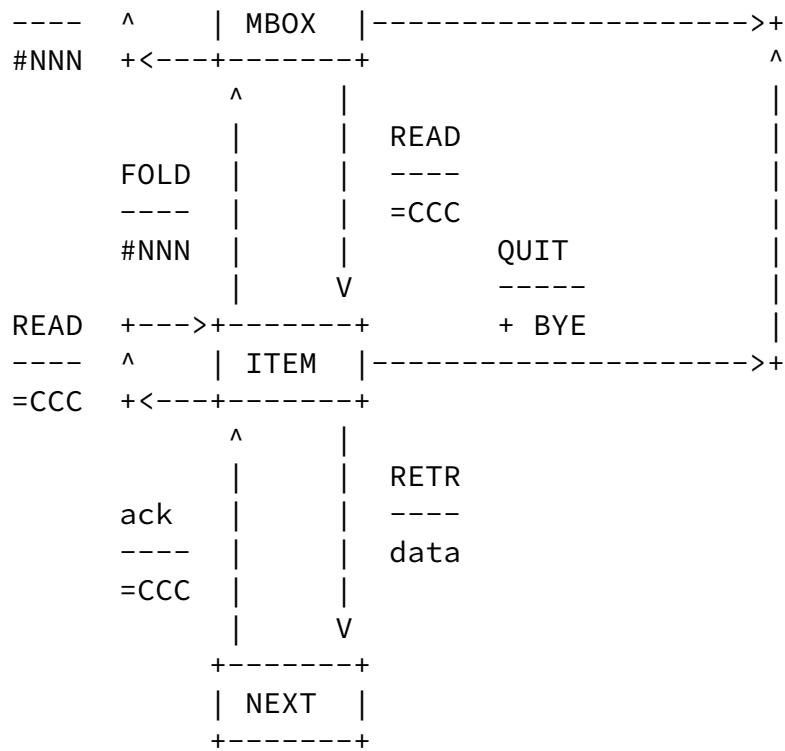 ----  ^    | MBOX  |--------------------->+
#NNN  +<---+-------+                      ^
            ^     |                       |
            |     |  READ                 |
      FOLD  |     |  ----                 |
      ----  |     |  =CCC                 |
      #NNN  |     |        QUIT           |
            |     V        -----          |
READ  +--->+-------+       + BYE          |
----  ^    | ITEM  |--------------------->+
=CCC  +<---+-------+
            ^     |
            |     |  RETR
      ack   |     |  ----
      ----  |     |  data
      =CCC  |     |
            |     V
           +-------+
           | NEXT  |
           +-------+